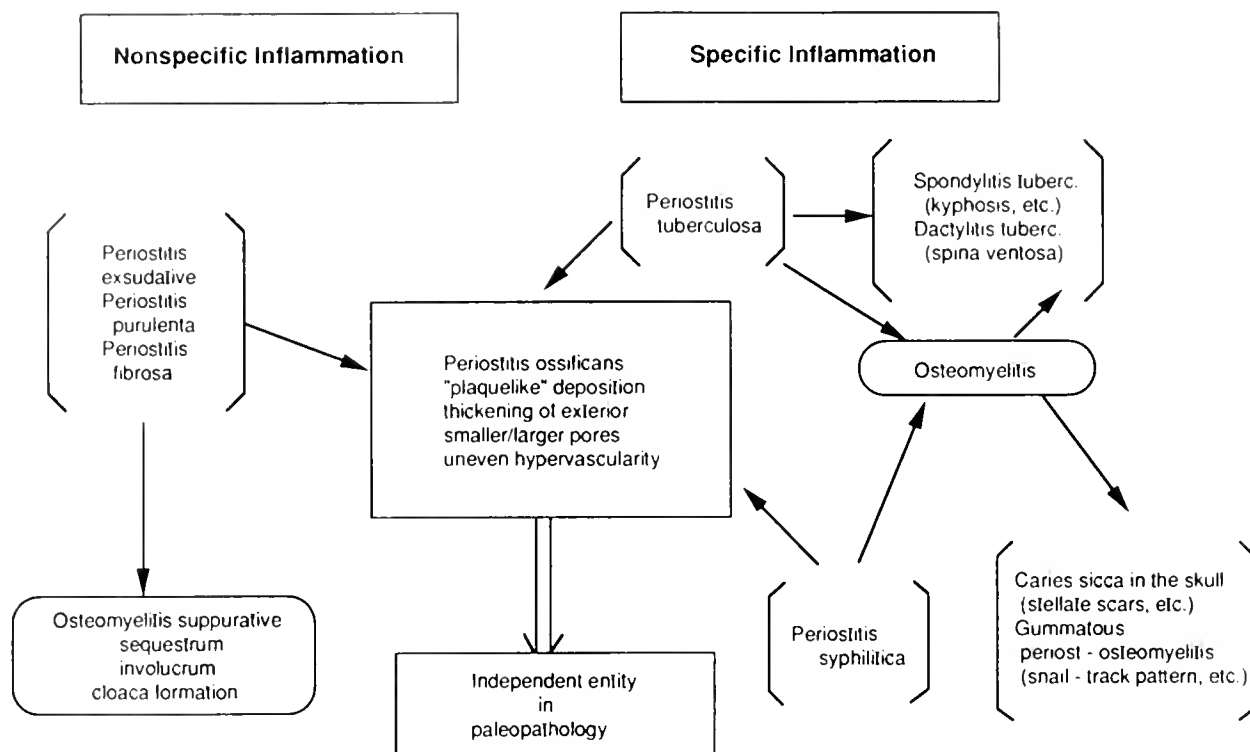 Nonspecific Inflammation
Specific Inflammation
Periostitis
tuberculosa
Spondylitis tuberc.
(kyphosis, etc.)
Dactylitis tuberc.
(spina ventosa)
Periostitis
exsudative
Periostitis
purulenta
Periostitis
fibrosa
Periostitis ossificans
"plaquelike" deposition
thickening of exterior
smaller/larger pores
uneven hypervascularity
Osteomyelitis
Osteomyelitis suppurative
sequestrum
involucrum
cloaca formation
Independent entity
in
paleopathology
Periostitis
syphilitica
Caries sicca in the skull
(stellate scars, etc.)
Gummatous
periost - osteomyelitis
(snail - track pattern, etc.)